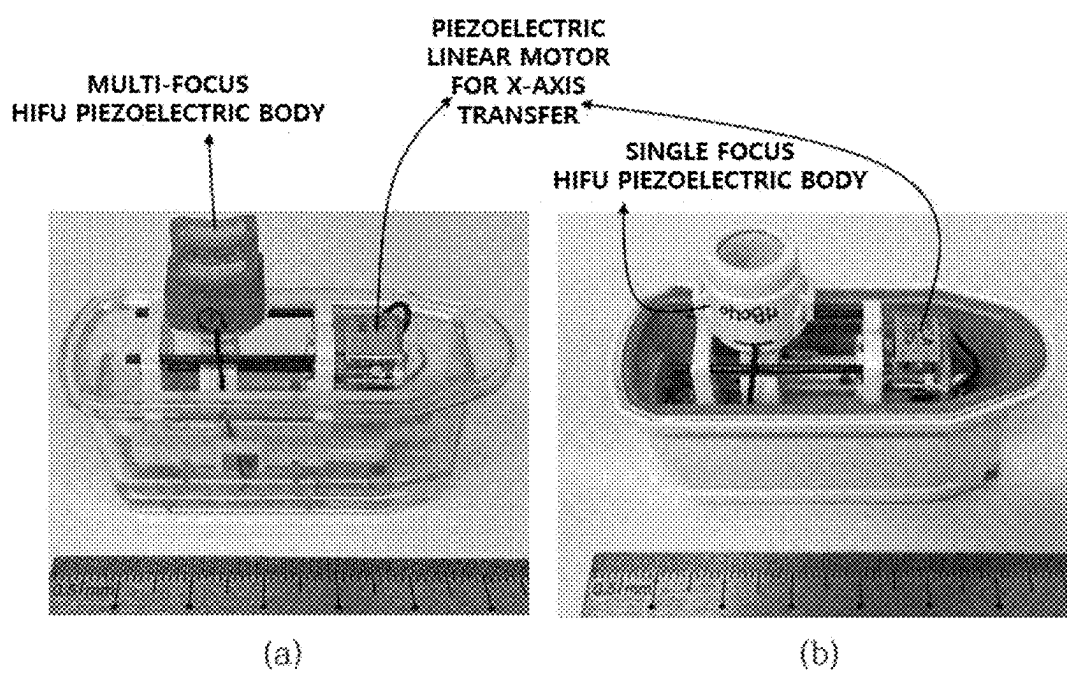 PIEZOELECTRIC
LINEAR MOTOR
FOR X-AXIS
TRANSFER
MULTI-FOCUS
HIFU PIEZOELECTRIC BODY
SINGLE FOCUS
HIFU PIEZOELECTRIC BODY
(a)
(b)